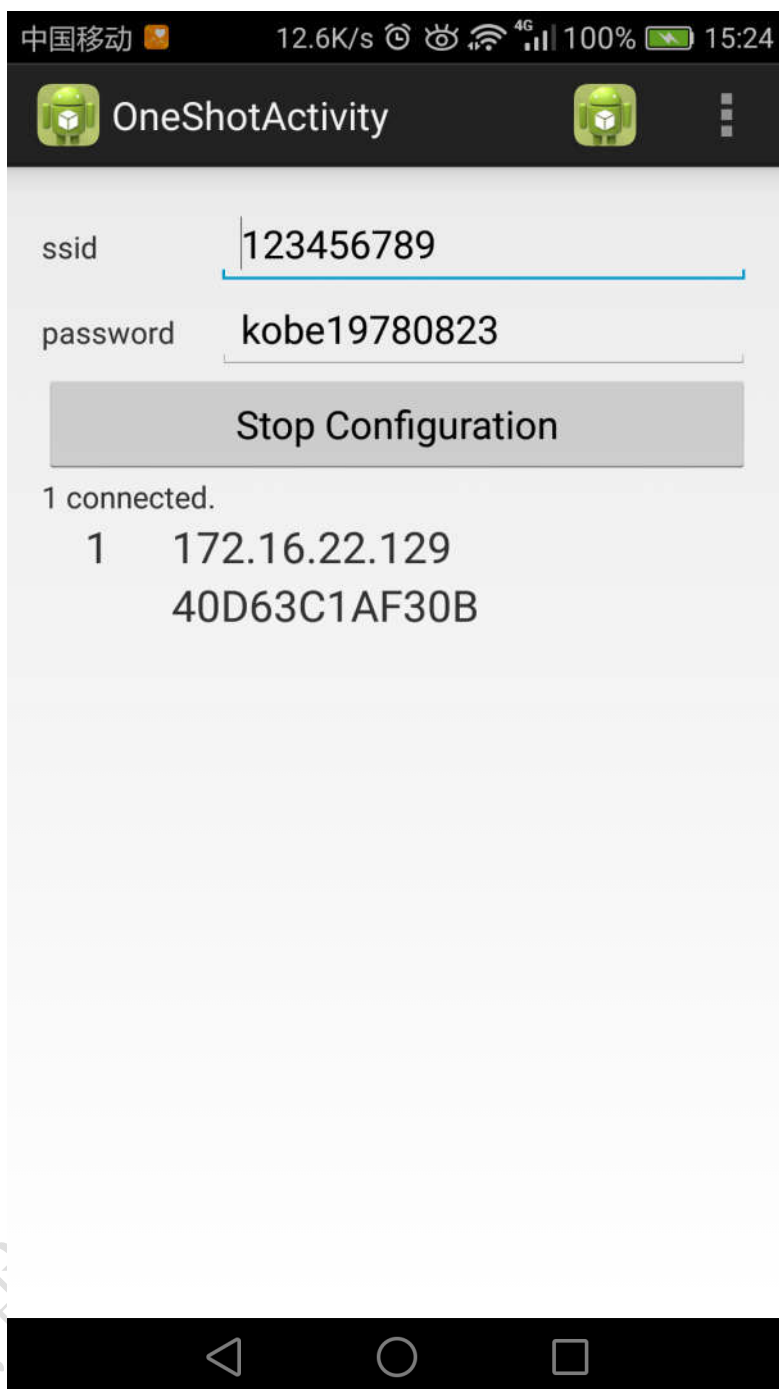 中国移动 12.6K/s 4G 100% 15:24
OneShotActivity
ssid 123456789
password kobe19780823
Stop Configuration
1 connected.
1 172.16.22.129
40D63C1AF30B